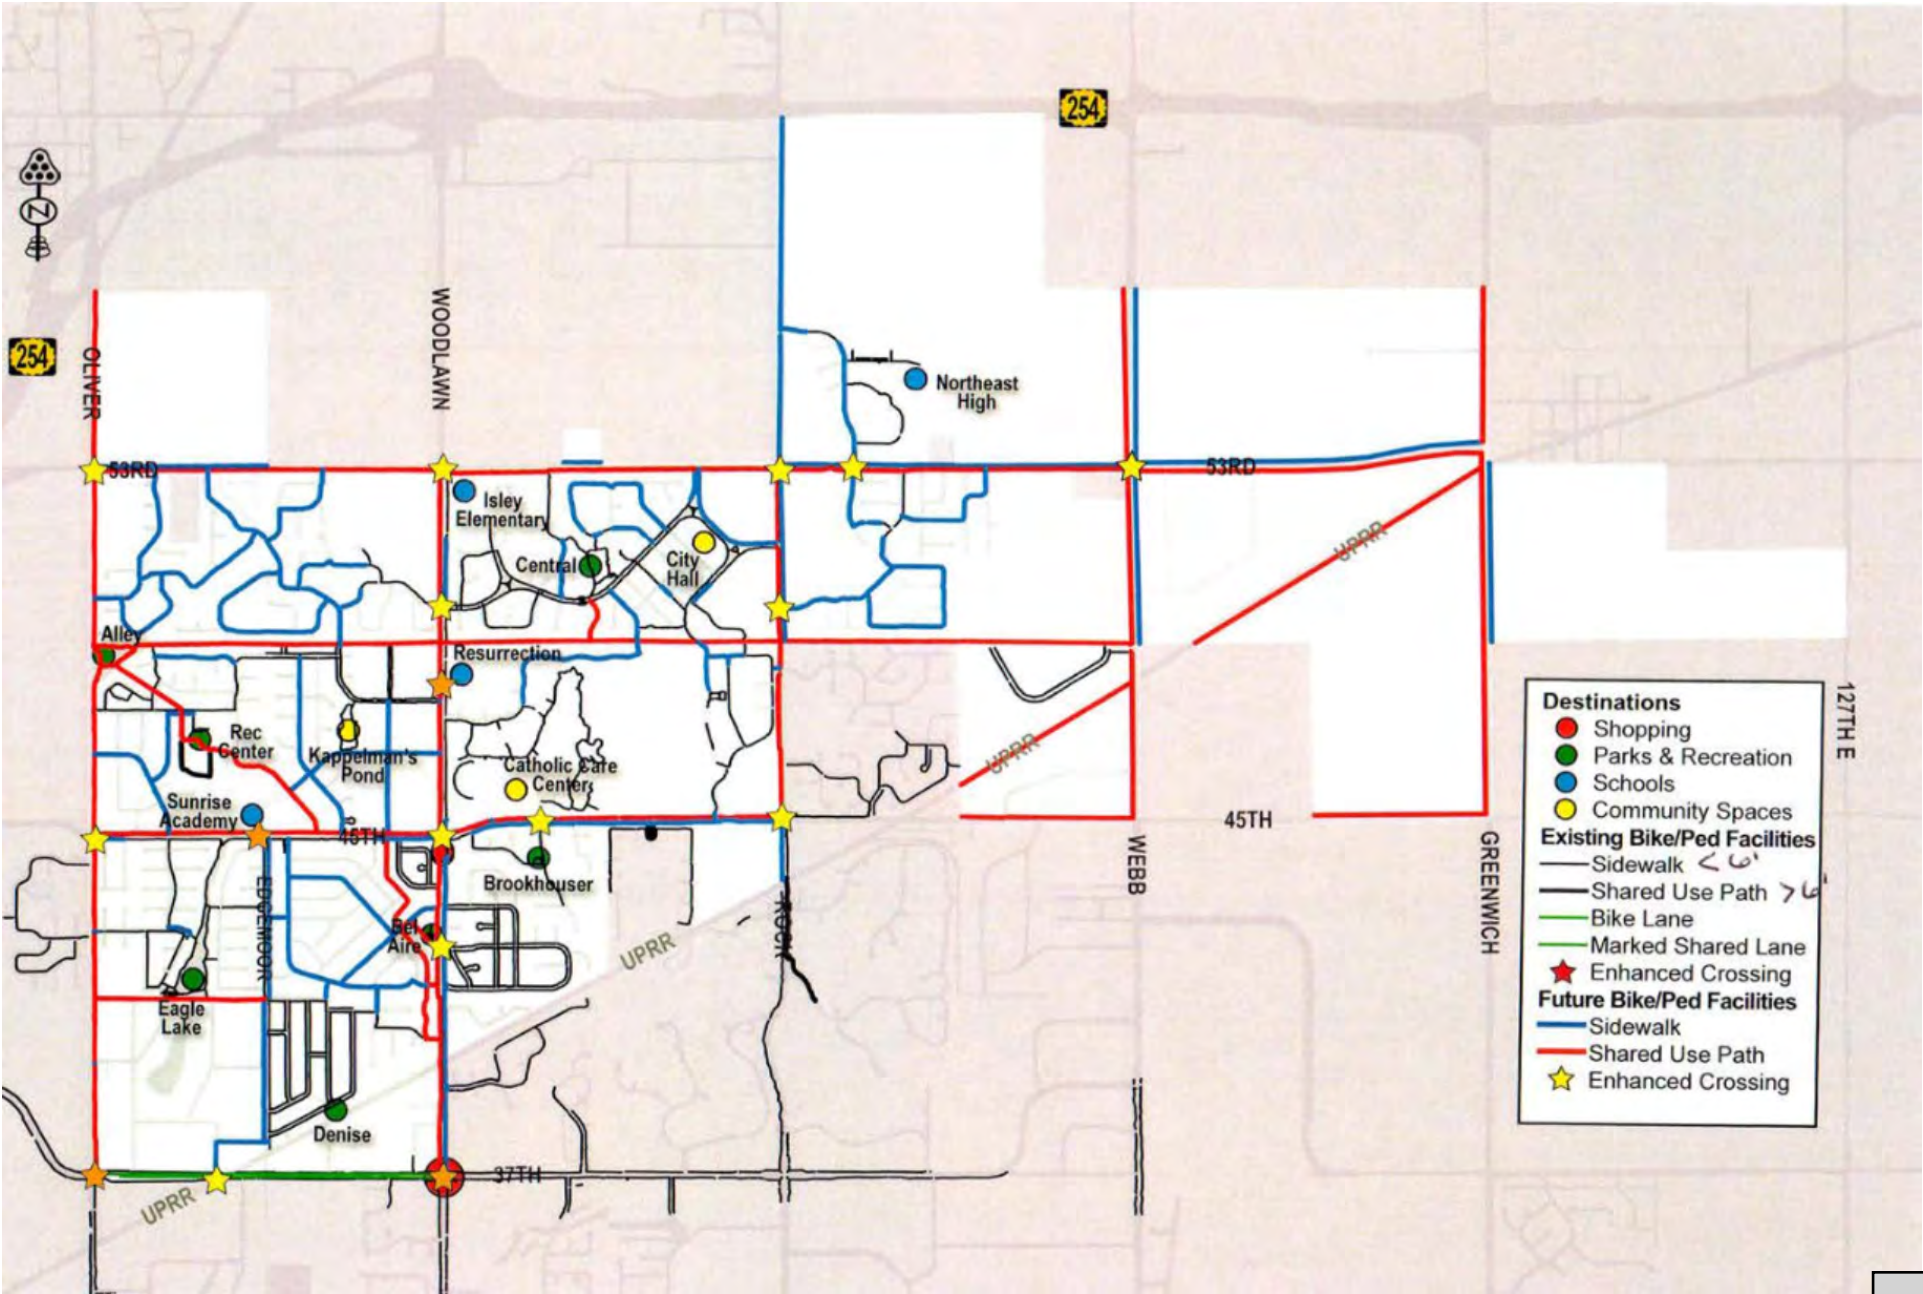 254
254
N
OLIVER
WOODLAWN
Northeast
High
53RD
53RD
Isley
Elementary
Central
City
Hall
UPRR
Alley
Resurrection
UPRR
Rec
Center
Kappelman's
Pond
Catholic Care
Center
Sunrise
Academy
45TH
45TH
EDGEMOOR
Brookhouser
ROCK
WEBB
GREENWICH
127TH E
Bel
Aire
UPRR
Eagle
Lake
Denise
37TH
UPRR
Destinations
Shopping
Parks & Recreation
Schools
Community Spaces
Existing Bike/Ped Facilities
Sidewalk < 6'
Shared Use Path > 6'
Bike Lane
Marked Shared Lane
Enhanced Crossing
Future Bike/Ped Facilities
Sidewalk
Shared Use Path
Enhanced Crossing